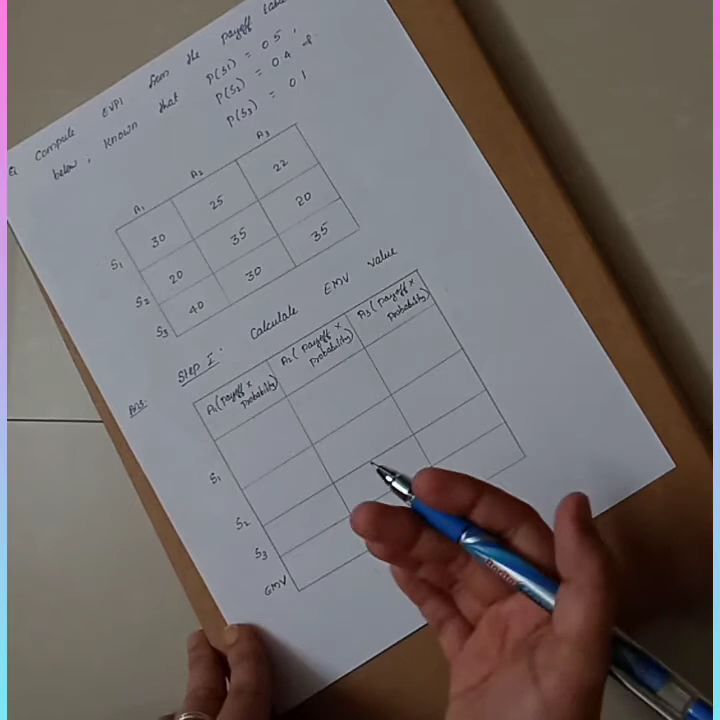 Q: Compute EVPI from the payoff table
below, known that P(S1) = 0.5,
P(S2) = 0.4 &
P(S3) = 0.1
A1 A2 A3
S1 30 25 22
S2 20 35 20
S3 40 30 35
Ans: Step I: Calculate EMV value
A1(payoff × Probability) A2(payoff × Probability) A3(payoff × Probability)
S1
S2
S3
EMV